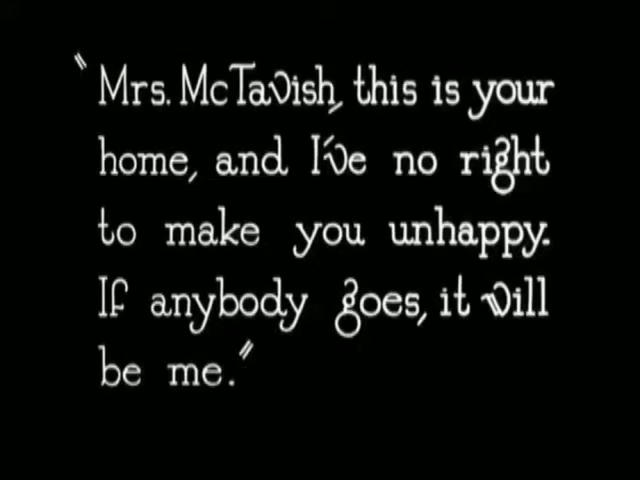 "Mrs. McTavish, this is your
home, and I've no right
to make you unhappy.
If anybody goes, it will
be me."